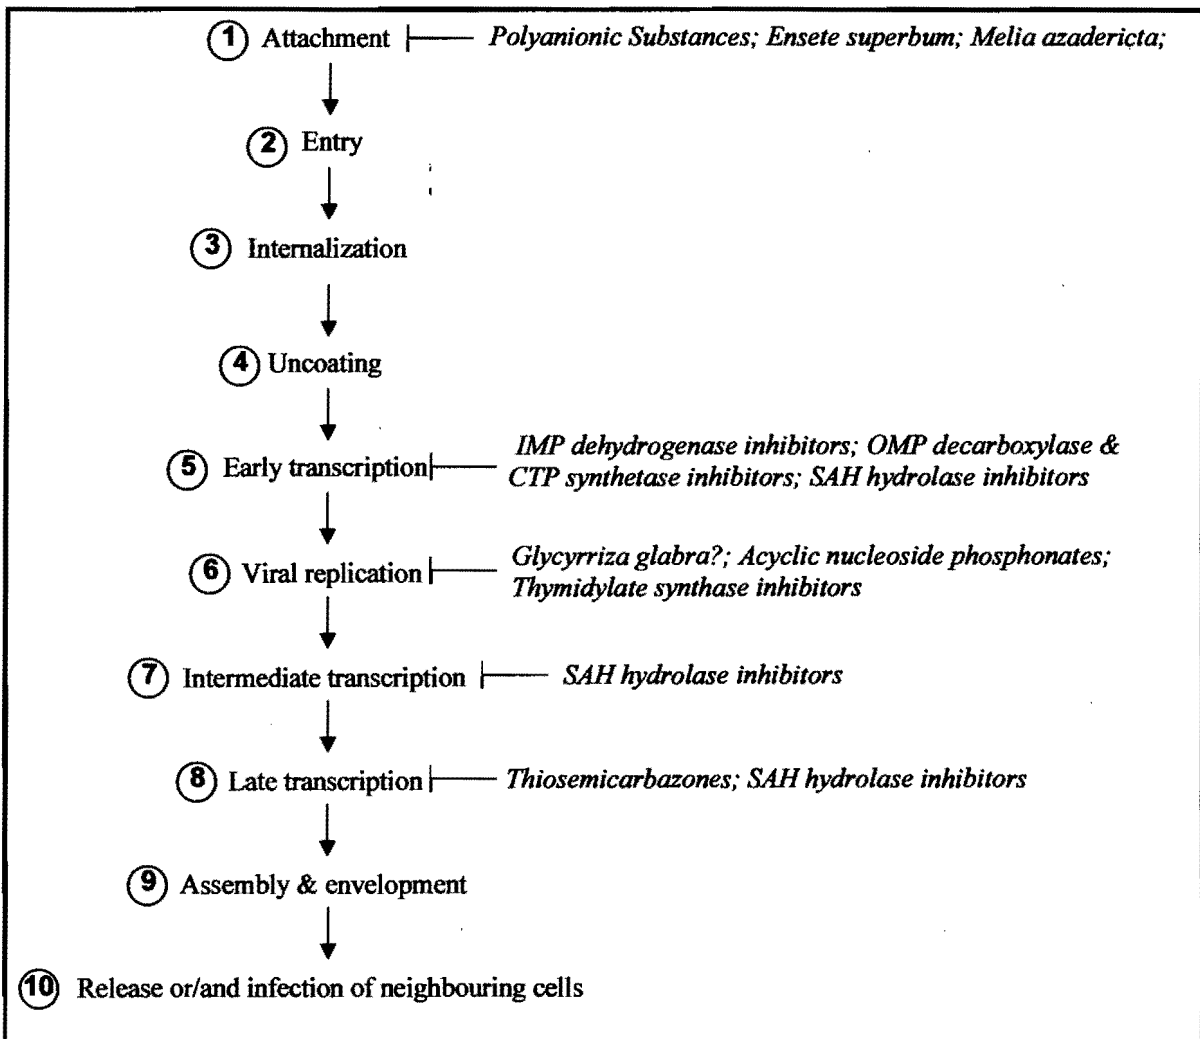 1 Attachment Polyanionic Substances; Ensete superbum; Melia azadericta;
2 Entry
3 Internalization
4 Uncoating
5 Early transcription IMP dehydrogenase inhibitors; OMP decarboxylase &
CTP synthetase inhibitors; SAH hydrolase inhibitors
6 Viral replication Glycyrriza glabra?; Acyclic nucleoside phosphonates;
Thymidylate synthase inhibitors
7 Intermediate transcription SAH hydrolase inhibitors
8 Late transcription Thiosemicarbazones; SAH hydrolase inhibitors
9 Assembly & envelopment
10 Release or/and infection of neighbouring cells